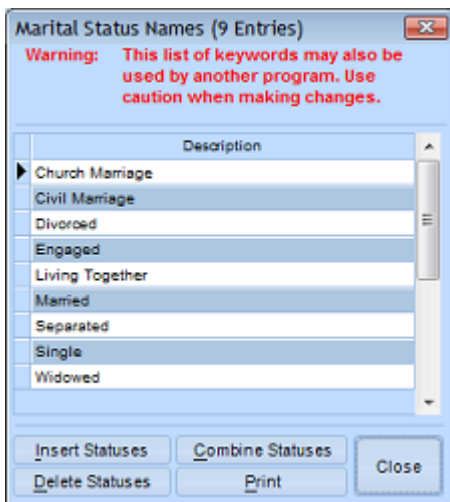 Marital Status Names (9 Entries)
Warning: This list of keywords may also be
used by another program. Use
caution when making changes.
Description
Church Marriage
Civil Marriage
Divorced
Engaged
Living Together
Married
Separated
Single
Widowed
Insert Statuses
Combine Statuses
Close
Delete Statuses
Print